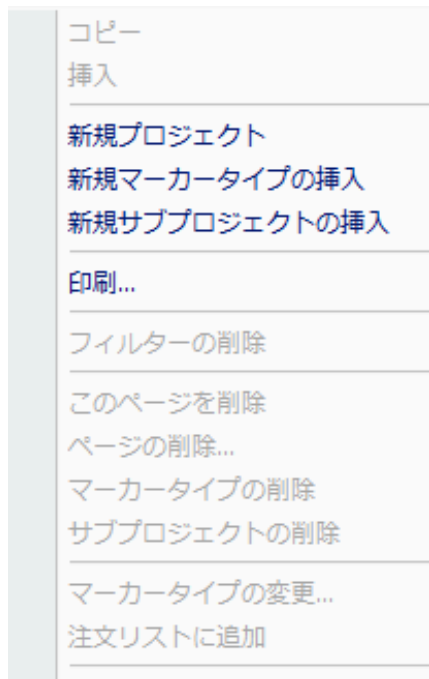 コピー
挿入
新規プロジェクト
新規マーカータイプの挿入
新規サブプロジェクトの挿入
印刷...
フィルターの削除
このページを削除
ページの削除...
マーカータイプの削除
サブプロジェクトの削除
マーカータイプの変更...
注文リストに追加